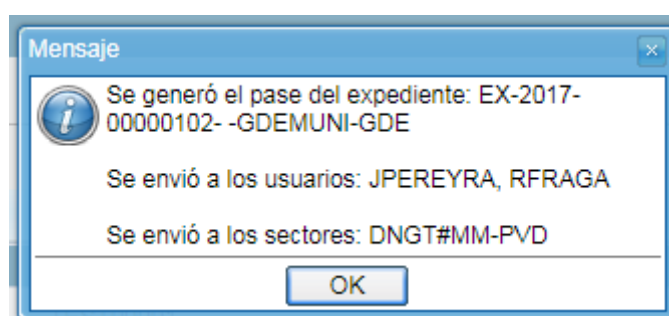 Mensaje
Se generó el pase del expediente: EX-2017-
00000102- -GDEMUNI-GDE
Se envió a los usuarios: JPEREYRA, RFRAGA
Se envió a los sectores: DNGT#MM-PVD
OK